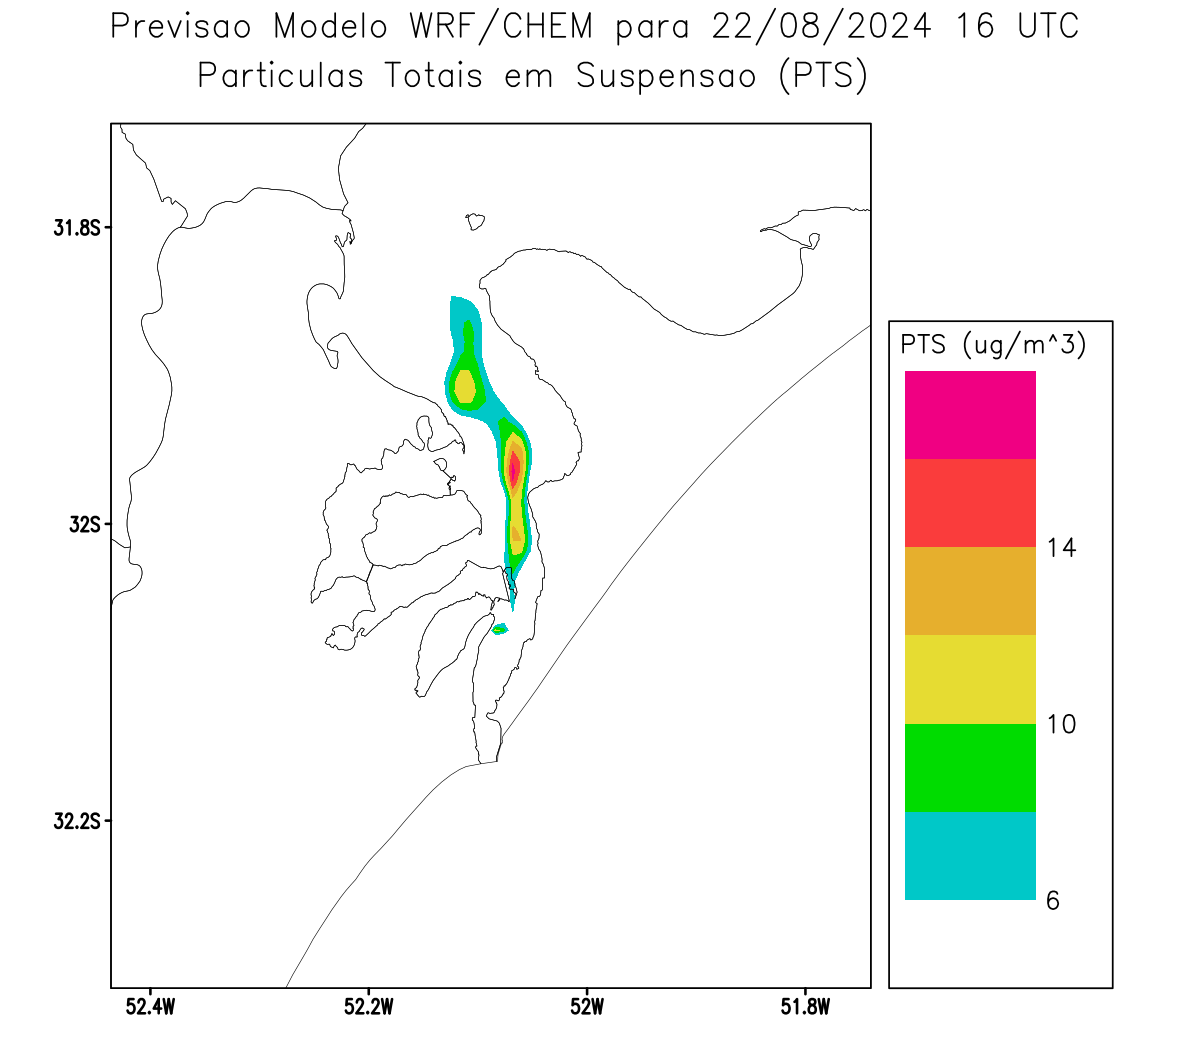 Previsao Modelo WRF/CHEM para 22/08/2024 16 UTC
Particulas Totais em Suspensao (PTS)
31.8S
32S
32.2S
52.4W
52.2W
52W
51.8W
PTS (ug/m^3)
14
10
6